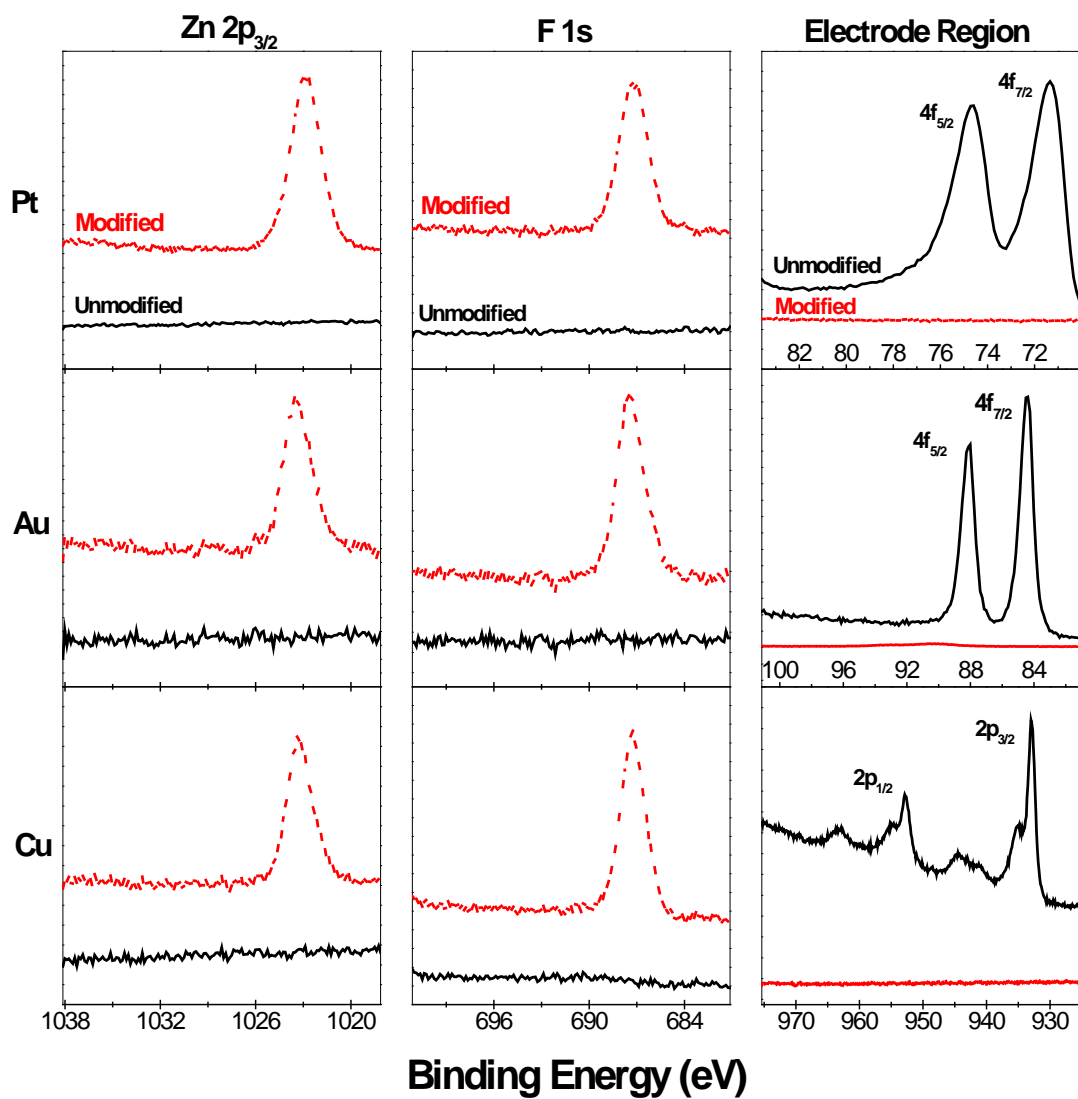 Zn 2p3/2
F 1s
Electrode Region
Pt
Modified
Unmodified
Modified
Unmodified
4f5/2
4f7/2
Unmodified
Modified
82 80 78 76 74 72
Au
4f5/2
4f7/2
100 96 92 88 84
Cu
2p1/2
2p3/2
1038 1032 1026 1020
696 690 684
970 960 950 940 930
Binding Energy (eV)